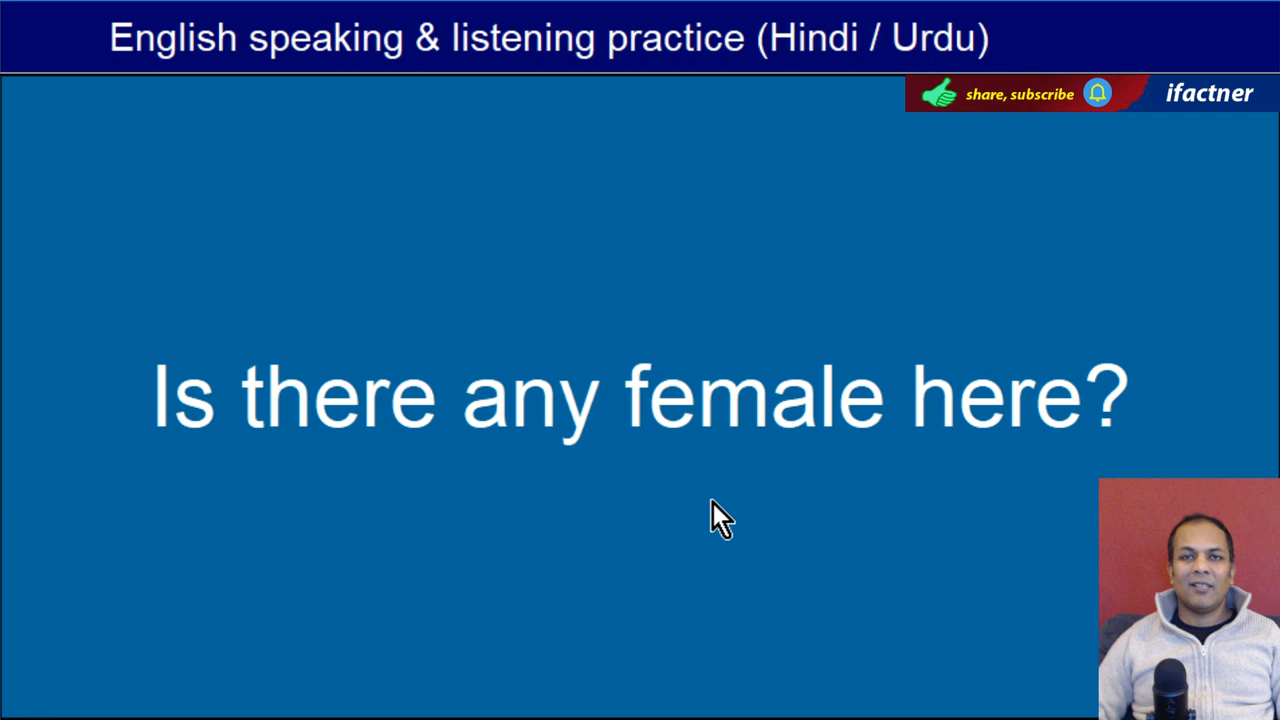 English speaking & listening practice (Hindi / Urdu)
share, subscribe
ifactner
Is there any female here?